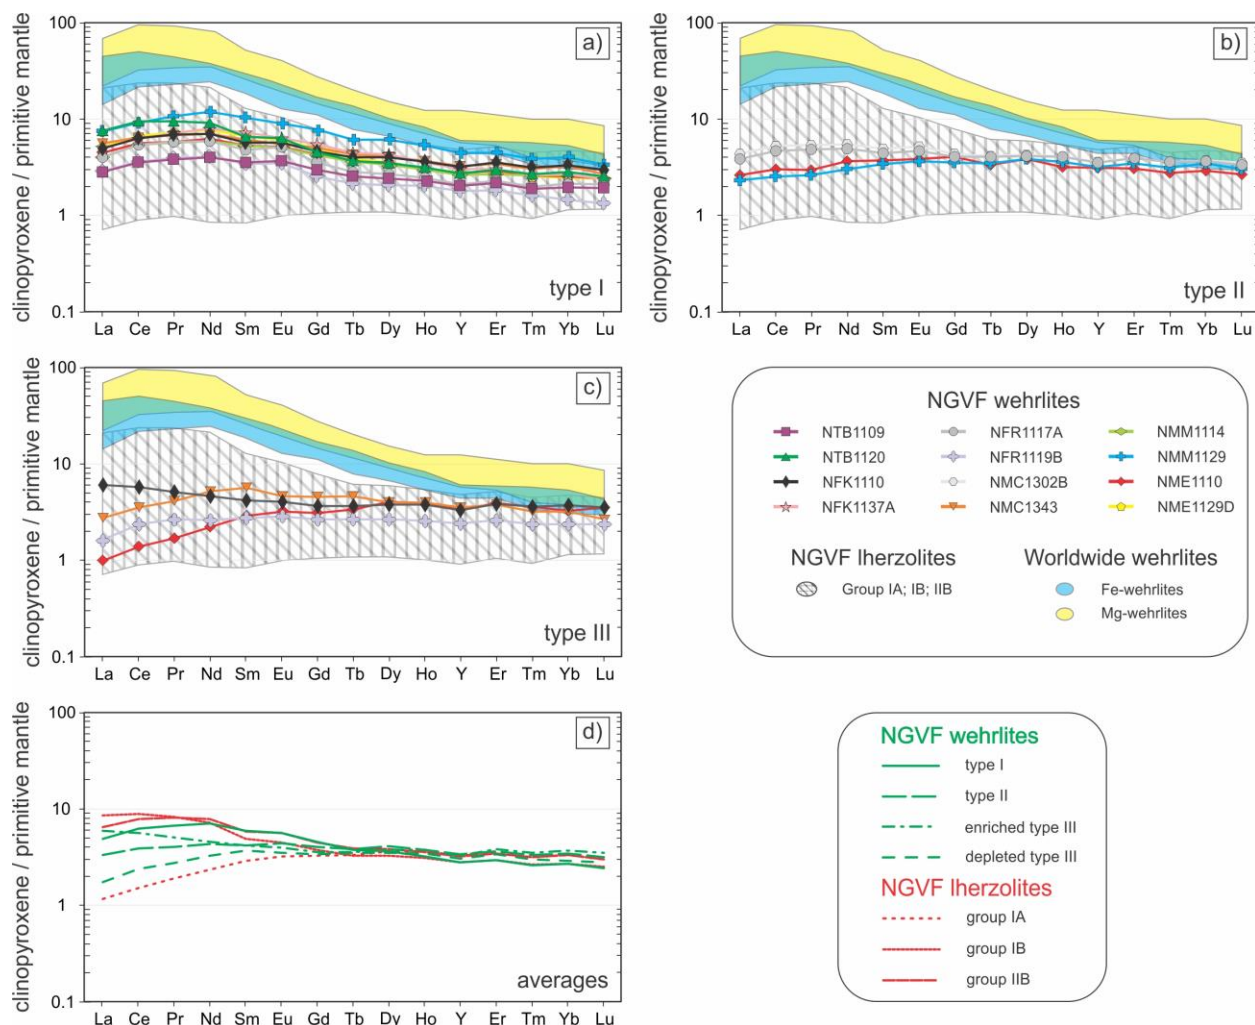 clinopyroxene / primitive mantle
100
10
1
0.1
a)
type I
La Ce Pr Nd Sm Eu Gd Tb Dy Ho Y Er Tm Yb Lu
clinopyroxene / primitive mantle
100
10
1
0.1
b)
type II
La Ce Pr Nd Sm Eu Gd Tb Dy Ho Y Er Tm Yb Lu
clinopyroxene / primitive mantle
100
10
1
0.1
c)
type III
La Ce Pr Nd Sm Eu Gd Tb Dy Ho Y Er Tm Yb Lu
NGVF wehrlites
NTB1109 NFR1117A NMM1114
NTB1120 NFR1119B NMM1129
NFK1110 NMC1302B NME1110
NFK1137A NMC1343 NME1129D
NGVF lherzolites
Group IA; IB; IIB
Worldwide wehrlites
Fe-wehrlites
Mg-wehrlites
clinopyroxene / primitive mantle
100
10
1
0.1
d)
averages
La Ce Pr Nd Sm Eu Gd Tb Dy Ho Y Er Tm Yb Lu
NGVF wehrlites
type I
type II
enriched type III
depleted type III
NGVF lherzolites
group IA
group IB
group IIB